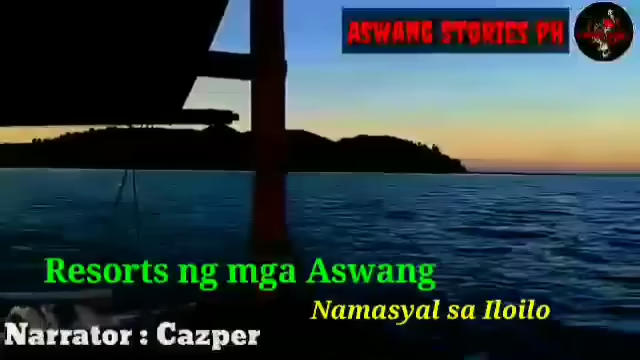 ASWANG STORIES PH
Resorts ng mga Aswang
Namasyal sa Iloilo
Narrator : Cazper